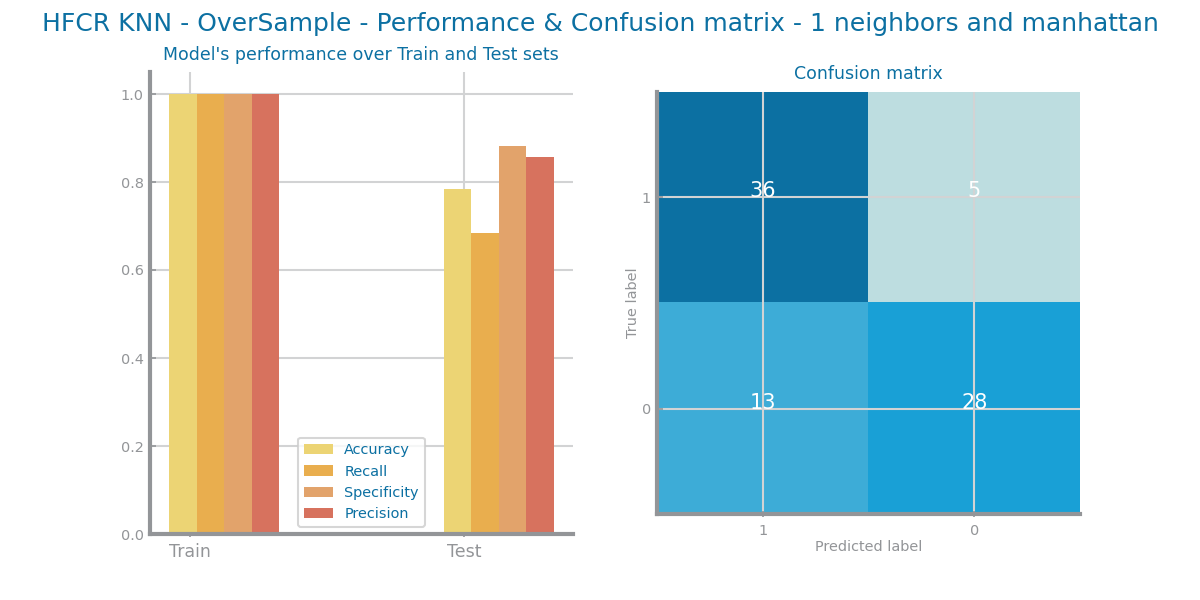 HFCR KNN - OverSample - Performance & Confusion matrix - 1 neighbors and manhattan
Model's performance over Train and Test sets
1.0
0.8
0.6
0.4
0.2
0.0
Accuracy
Recall
Specificity
Precision
Train
Test
Confusion matrix
True label
1
0
36
5
13
28
1
0
Predicted label